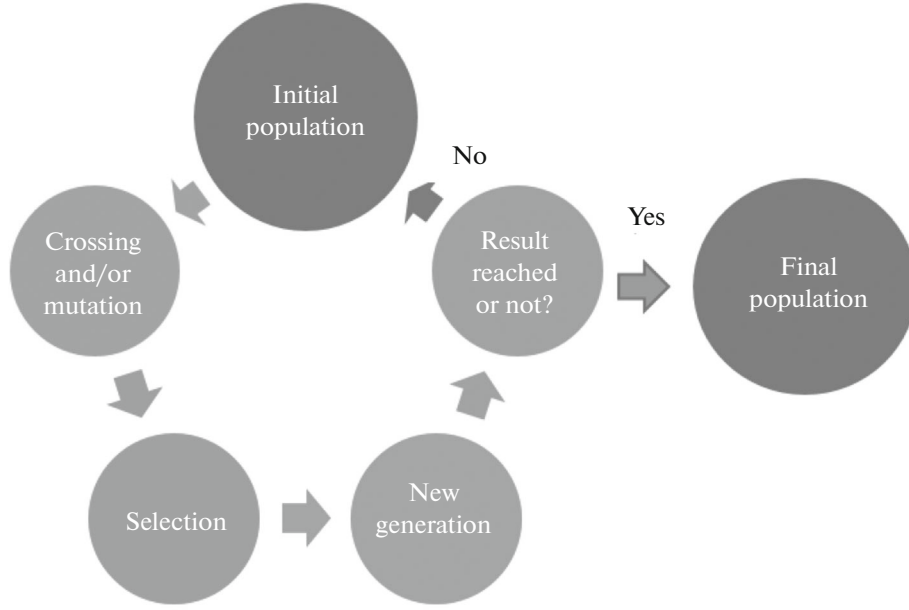 Initial
population
No
Crossing
and/or
mutation
Result
reached
or not?
Yes
Final
population
Selection
New
generation